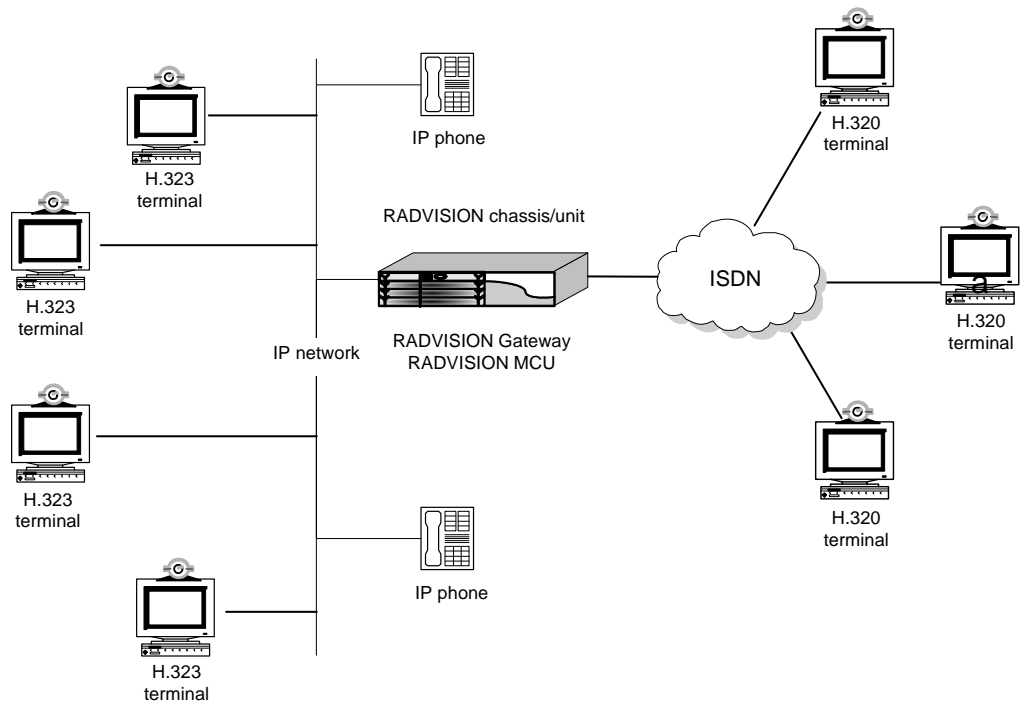 H.320
terminal
IP phone
H.323
terminal
RADVISION chassis/unit
ISDN
a
H.323
terminal
H.320
terminal
IP network
RADVISION Gateway
RADVISION MCU
H.323
terminal
H.320
terminal
IP phone
H.323
terminal